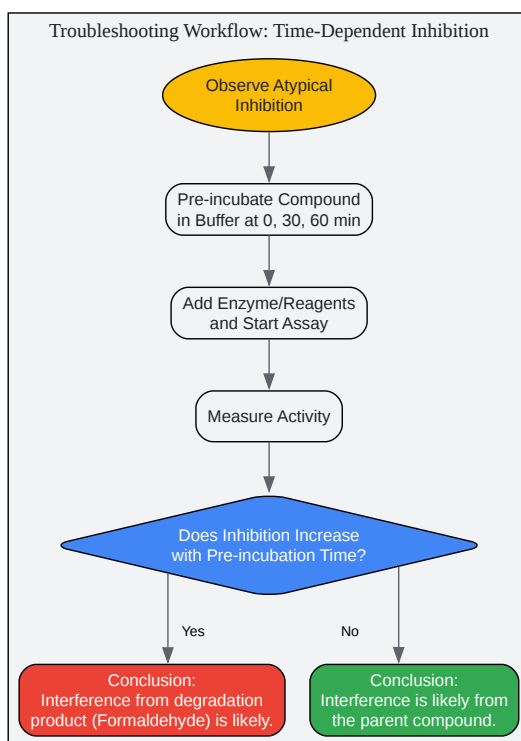 Troubleshooting Workflow: Time-Dependent Inhibition
Observe Atypical
Inhibition
Pre-incubate Compound
in Buffer at 0, 30, 60 min
Add Enzyme/Reagents
and Start Assay
Measure Activity
Does Inhibition Increase
with Pre-incubation Time?
Yes
No
Conclusion:
Interference from degradation
product (Formaldehyde) is likely.
Conclusion:
Interference is likely from
the parent compound.